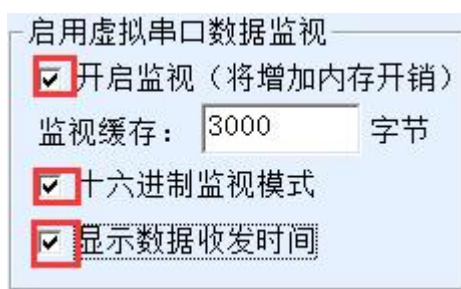 启用虚拟串口数据监视
开启监视（将增加内存开销）
监视缓存： 3000 字节
十六进制监视模式
显示数据收发时间